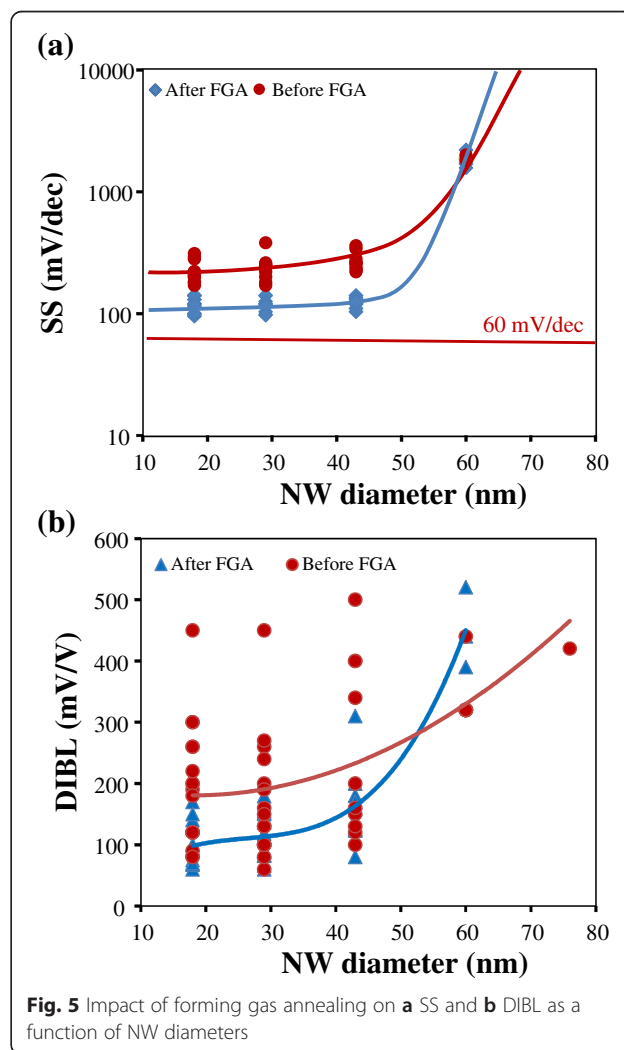 (a)
After FGA Before FGA
10000
1000
100
10
SS (mV/dec)
60 mV/dec
10 20 30 40 50 60 70 80
NW diameter (nm)
(b)
After FGA Before FGA
600
500
400
300
200
100
0
DIBL (mV/V)
10 20 30 40 50 60 70 80
NW diameter (nm)
Fig. 5 Impact of forming gas annealing on a SS and b DIBL as a
function of NW diameters